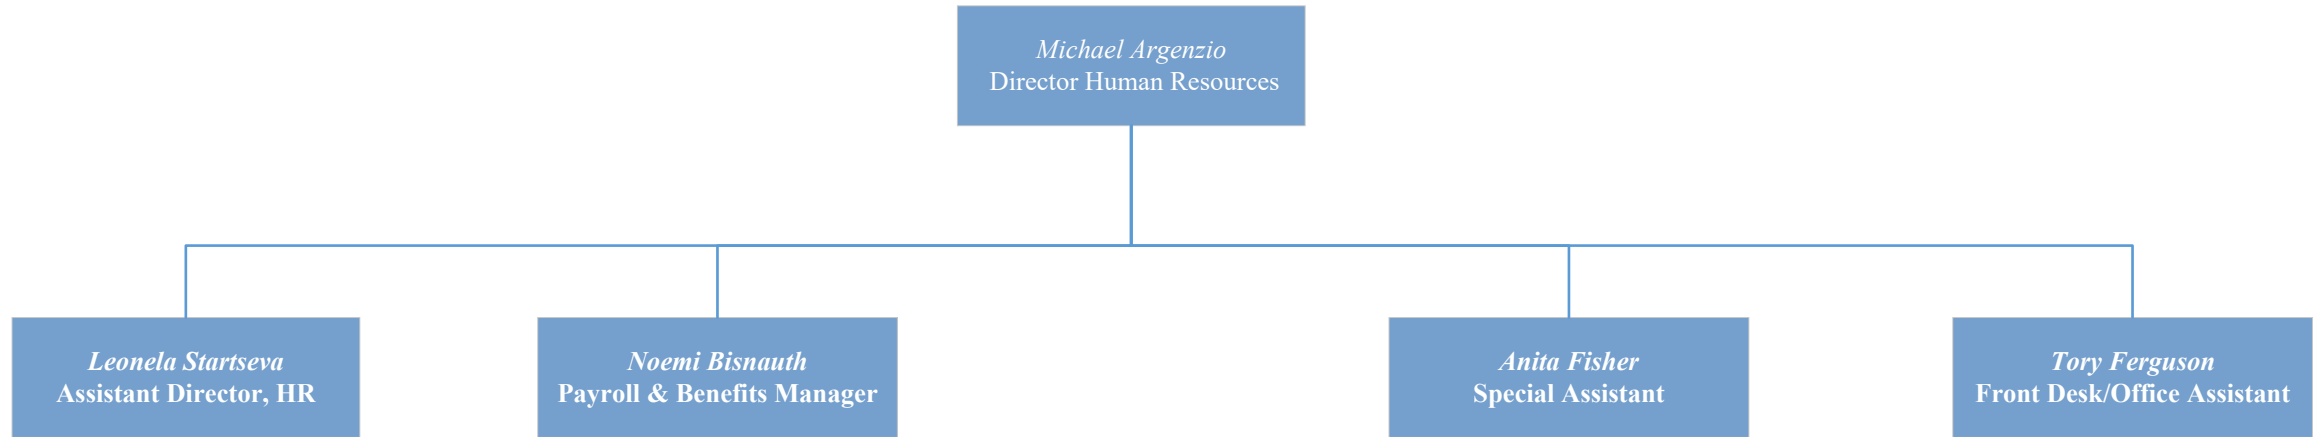 Michael Argenzio
Director Human Resources
Leonela Startseva
Assistant Director, HR
Noemi Bisnauth
Payroll & Benefits Manager
Anita Fisher
Special Assistant
Tory Ferguson
Front Desk/Office Assistant